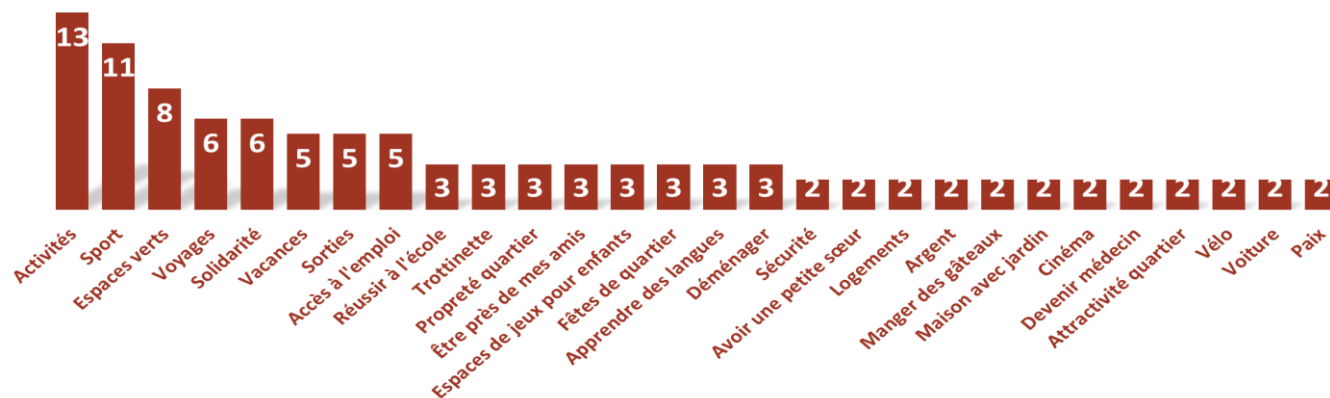 13
11
8
6
6
5
5
5
3
3
3
3
3
3
3
3
2
2
2
2
2
2
2
2
2
2
2
2
Activités
Sport
Espaces verts
Voyages
Solidarité
Vacances
Sorties
Accès à l'emploi
Réussir à l'école
Trottinette
Propreté quartier
Être près de mes amis
Espaces de jeux pour enfants
Fêtes de quartier
Apprendre des langues
Déménager
Sécurité
Avoir une petite sœur
Logements
Argent
Manger des gâteaux
Maison avec jardin
Cinéma
Devenir médecin
Attractivité quartier
Vélo
Voiture
Paix